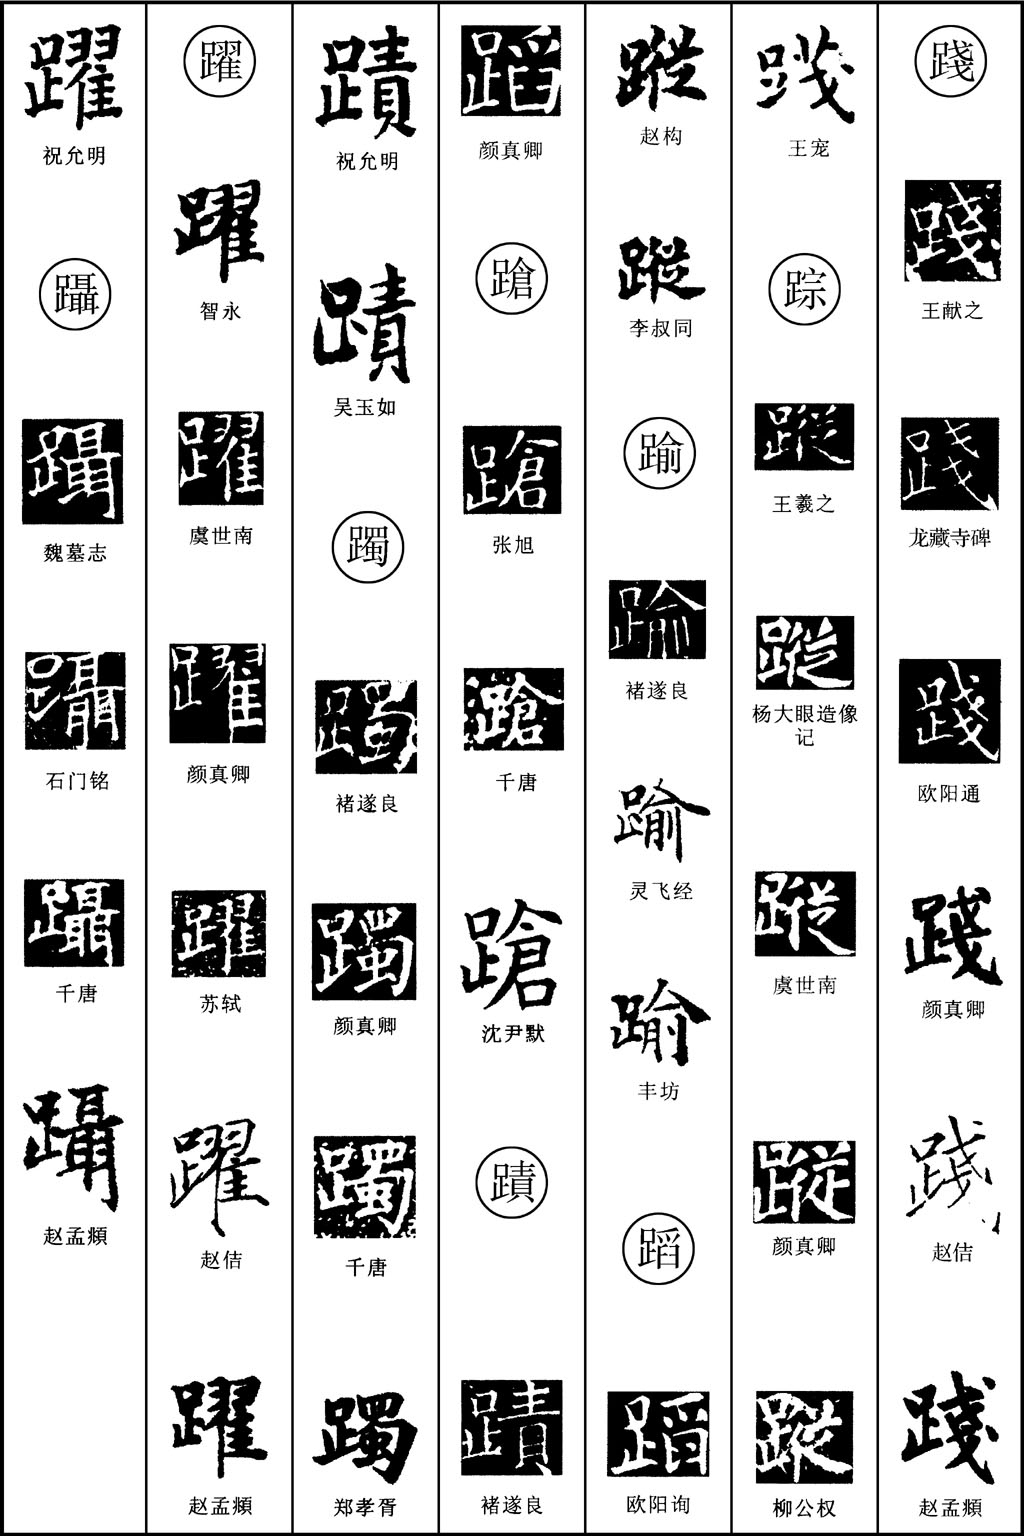 踐
踐
王献之
踐
龙藏寺碑
踐
欧阳通
踐
颜真卿
踐
赵佶
踐
赵孟頫
踐
王宠
踪
蹤
王羲之
蹤
杨大眼造像
记
蹤
虞世南
蹤
颜真卿
蹤
柳公权
蹤
赵构
蹤
李叔同
踰
踰
褚遂良
踰
灵飞经
踰
丰坊
蹈
蹈
欧阳询
蹈
颜真卿
蹌
蹌
张旭
蹌
千唐
蹌
沈尹默
蹟
蹟
褚遂良
蹟
祝允明
蹟
吴玉如
躅
躅
褚遂良
躅
颜真卿
躅
千唐
躅
郑孝胥
躍
躍
智永
躍
虞世南
躍
颜真卿
躍
苏轼
躍
赵佶
躍
赵孟頫
躍
祝允明
躡
躡
魏墓志
躡
石门铭
躡
千唐
躡
赵孟頫